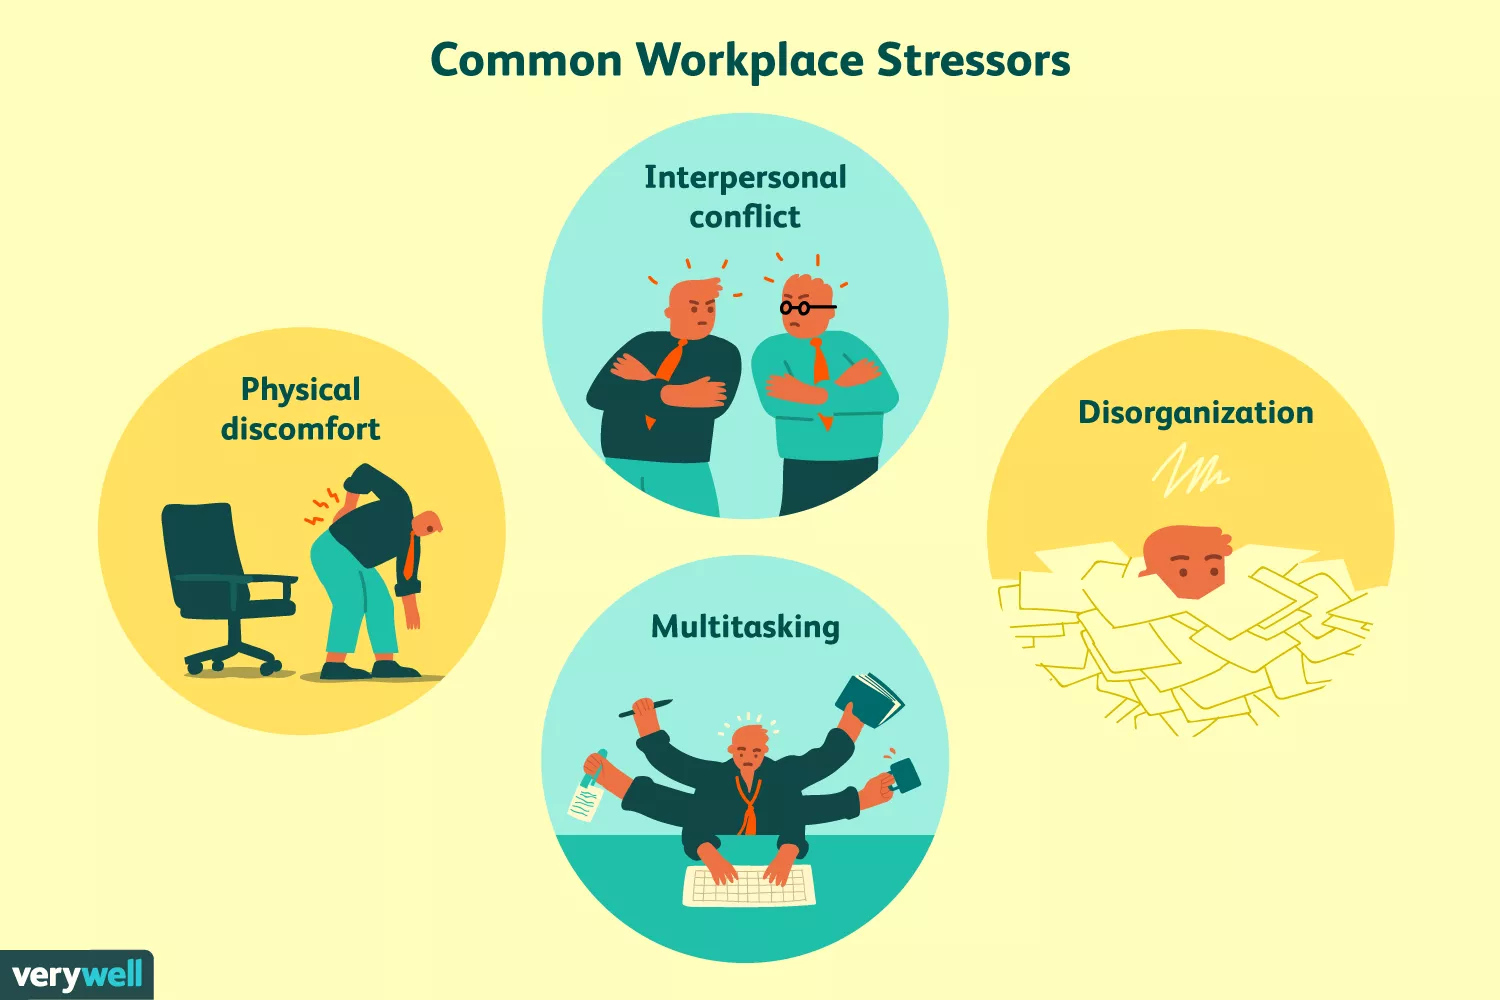 Common Workplace Stressors
Interpersonal
conflict
Physical
discomfort
Disorganization
Multitasking
verywell